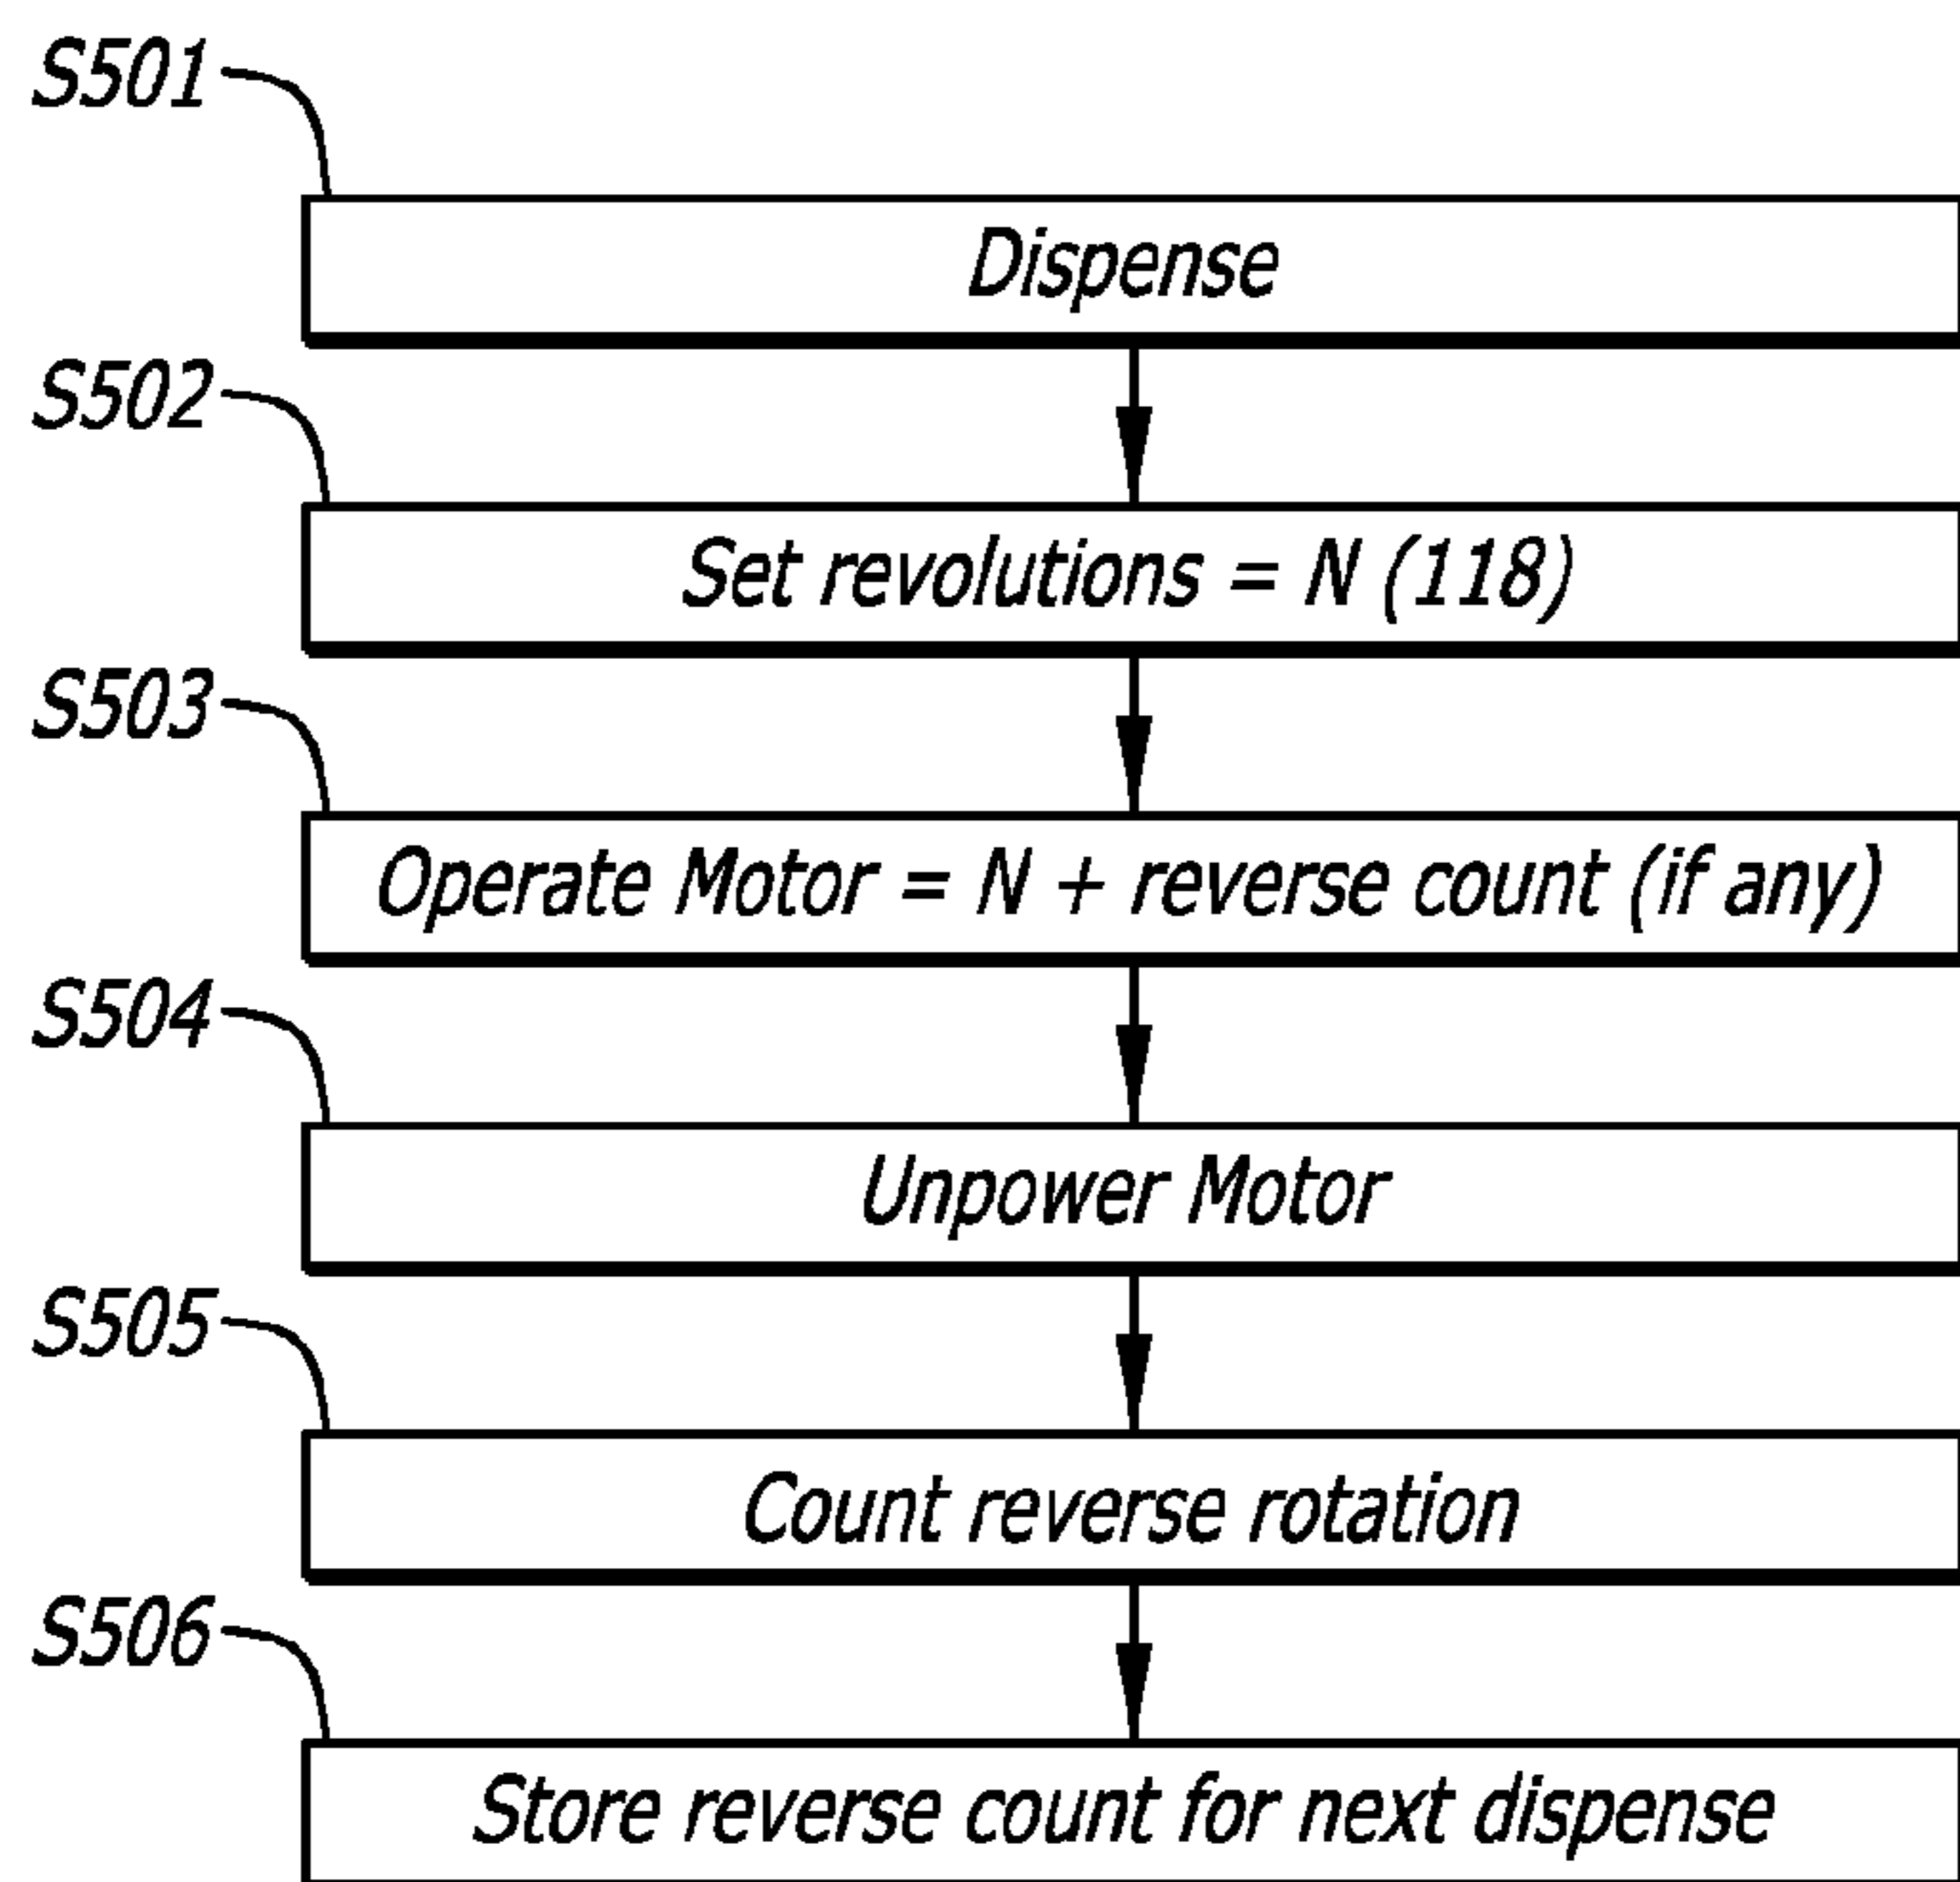 S501
Dispense
S502
Set revolutions = N (118)
S503
Operate Motor = N + reverse count (if any)
S504
Unpower Motor
S505
Count reverse rotation
S506
Store reverse count for next dispense